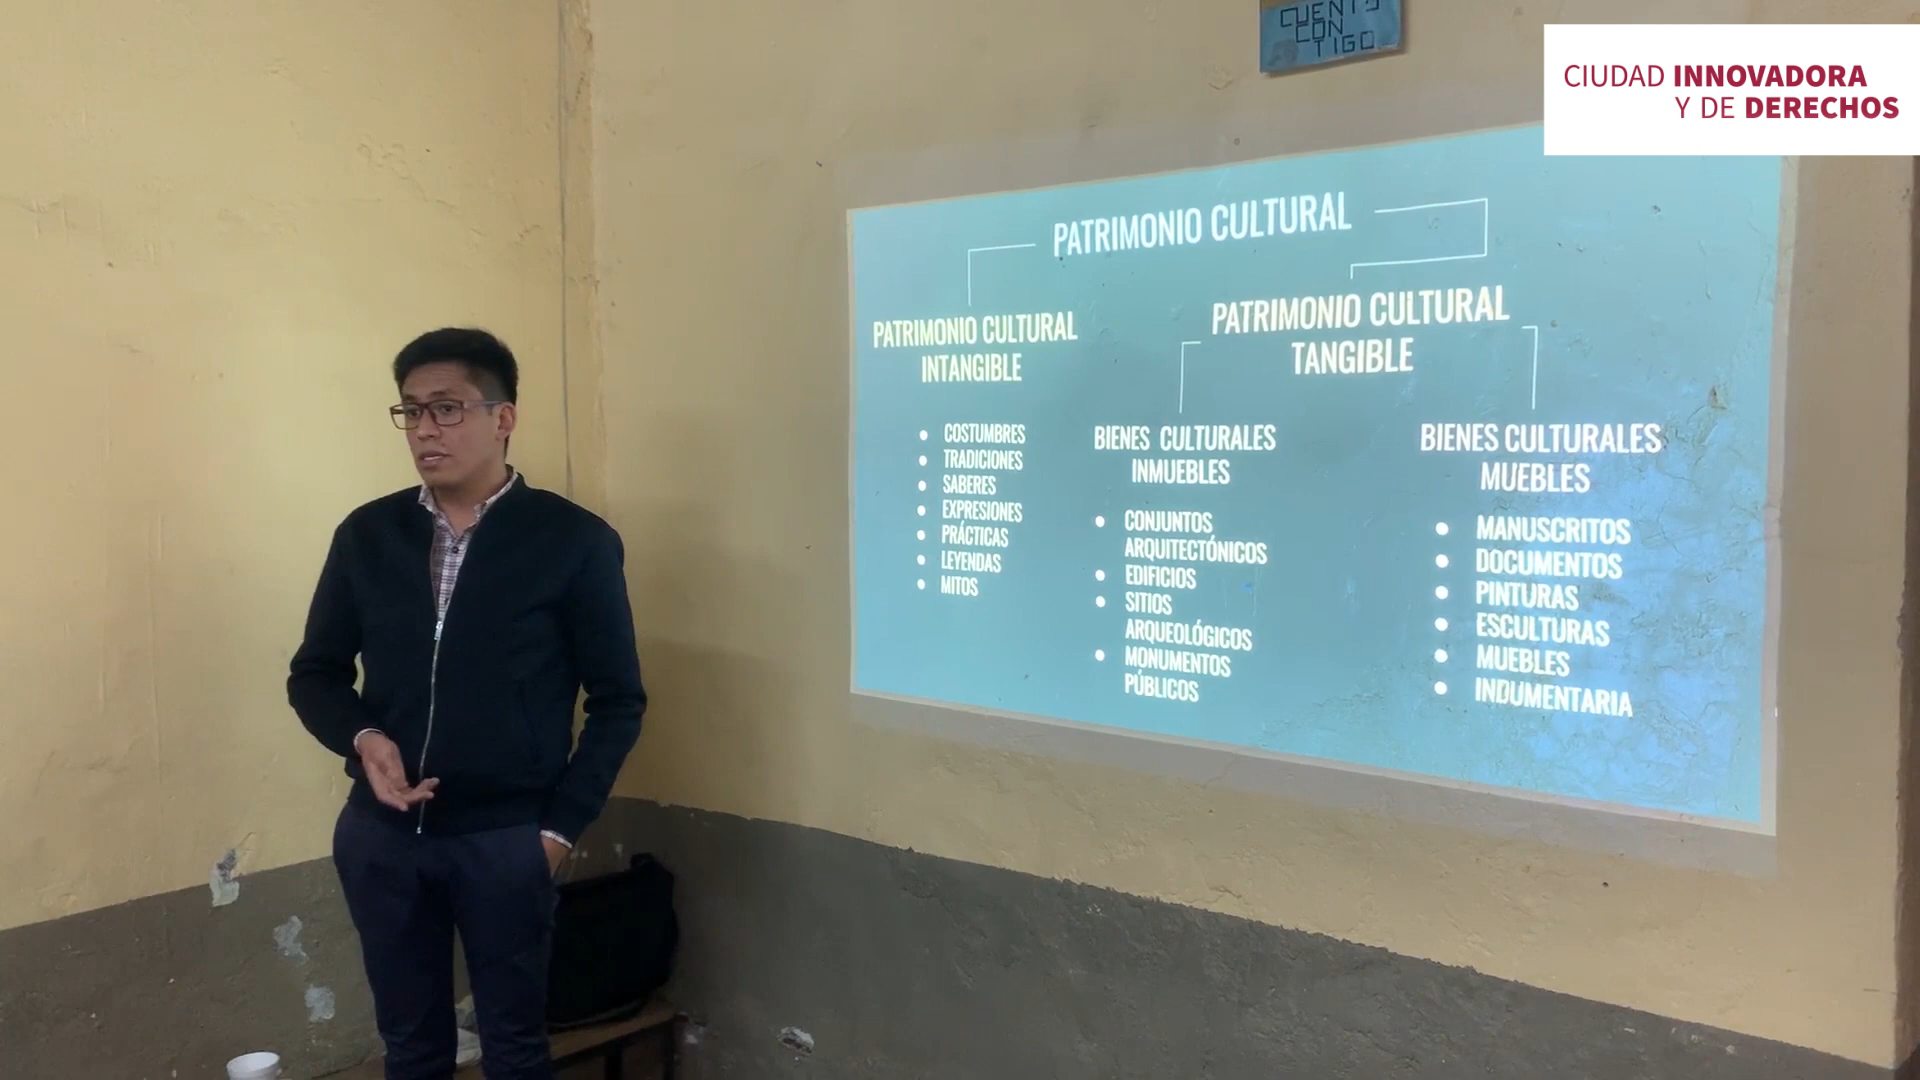 CUENTO
CON
TIGO
CIUDAD INNOVADORA
Y DE DERECHOS
PATRIMONIO CULTURAL
PATRIMONIO CULTURAL
INTANGIBLE
COSTUMBRES
TRADICIONES
SABERES
EXPRESIONES
PRÁCTICAS
LEYENDAS
MITOS
PATRIMONIO CULTURAL
TANGIBLE
BIENES CULTURALES
INMUEBLES
CONJUNTOS
ARQUITECTÓNICOS
EDIFICIOS
SITIOS
ARQUEOLÓGICOS
MONUMENTOS
PÚBLICOS
BIENES CULTURALES
MUEBLES
MANUSCRITOS
DOCUMENTOS
PINTURAS
ESCULTURAS
MUEBLES
INDUMENTARIA